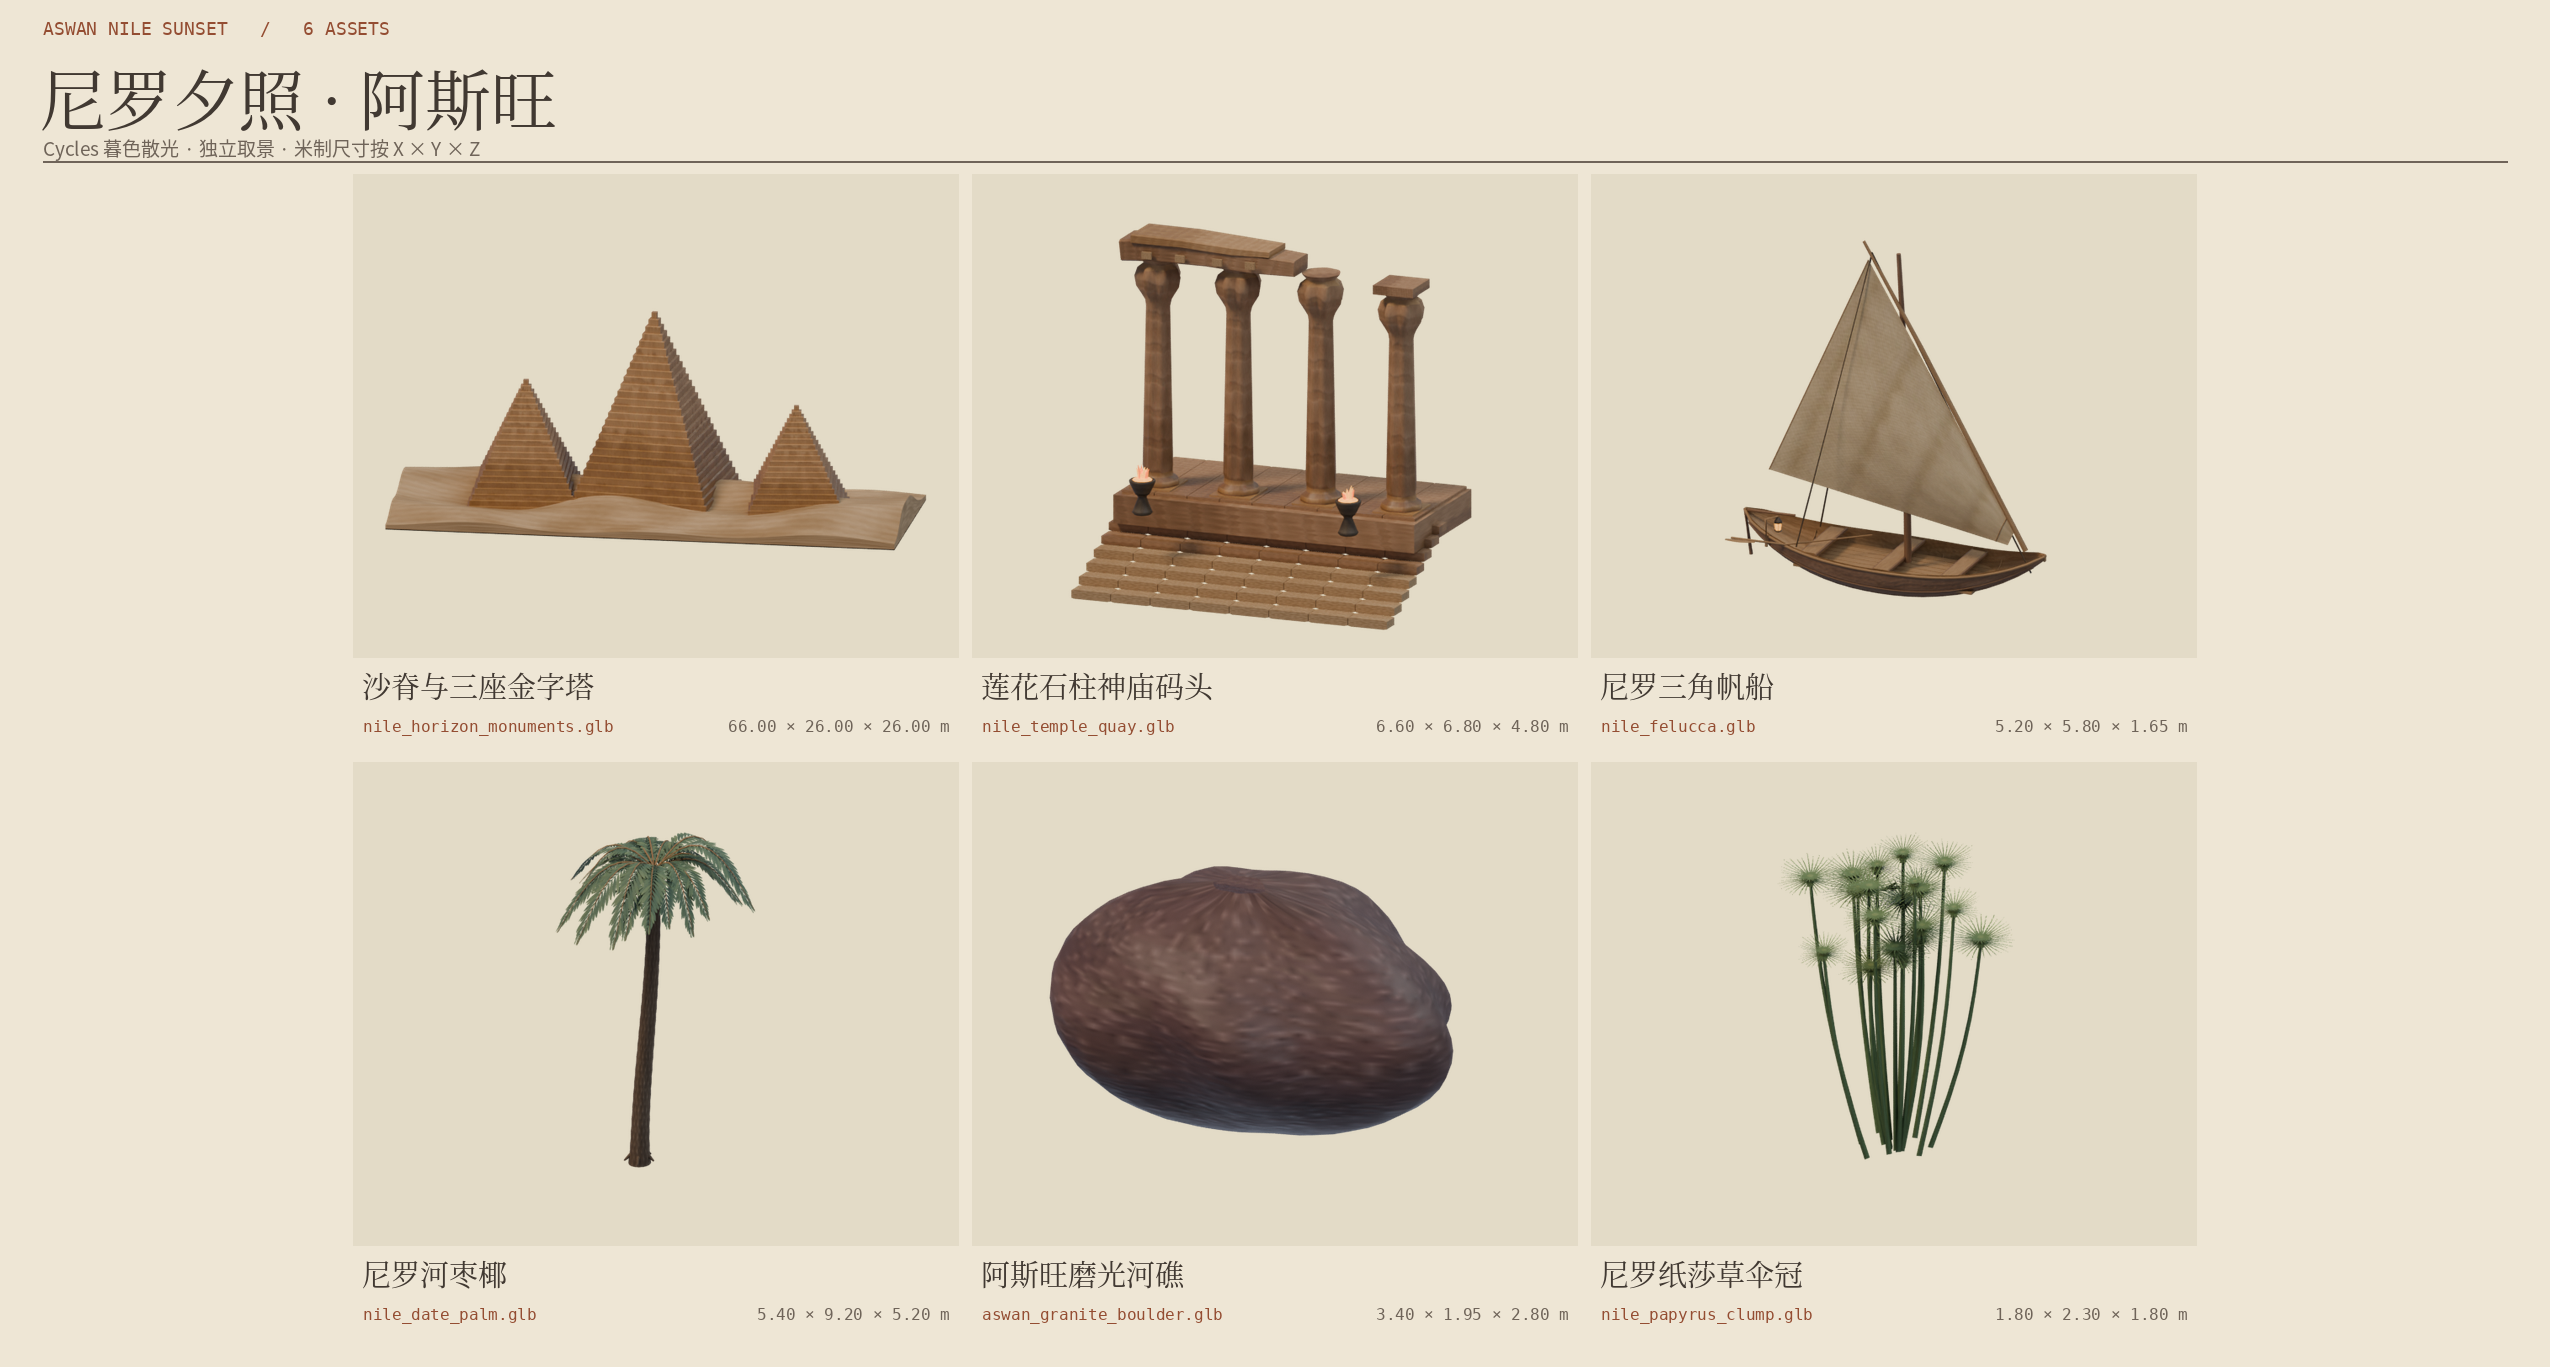 ASWAN NILE SUNSET / 6 ASSETS
尼罗夕照 · 阿斯旺
Cycles 暮色散光 · 独立取景 · 米制尺寸按 X × Y × Z
沙脊与三座金字塔
nile_horizon_monuments.glb 66.00 × 26.00 × 26.00 m
莲花石柱神庙码头
nile_temple_quay.glb 6.60 × 6.80 × 4.80 m
尼罗三角帆船
nile_felucca.glb 5.20 × 5.80 × 1.65 m
尼罗河枣椰
nile_date_palm.glb 5.40 × 9.20 × 5.20 m
阿斯旺磨光河礁
aswan_granite_boulder.glb 3.40 × 1.95 × 2.80 m
尼罗纸莎草伞冠
nile_papyrus_clump.glb 1.80 × 2.30 × 1.80 m